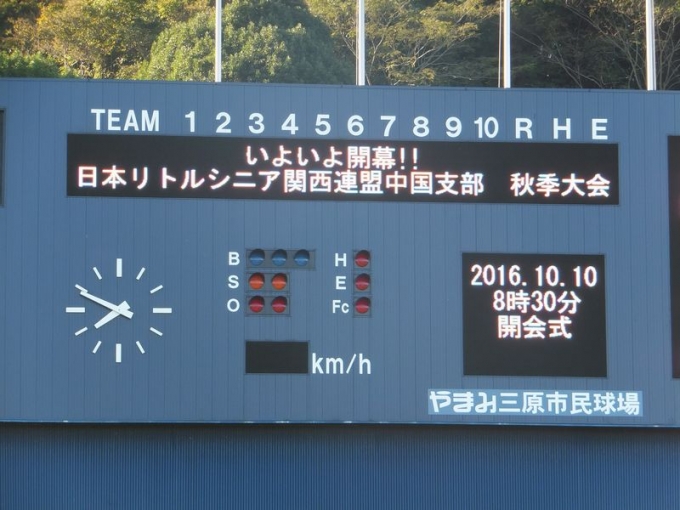 TEAM 1 2 3 4 5 6 7 8 9 10 R H E
いよいよ開幕!!
日本リトルシニア関西連盟中国支部 秋季大会
B H
S E
O Fc
2016.10.10
8時30分
開会式
km/h
やまみ三原市民球場